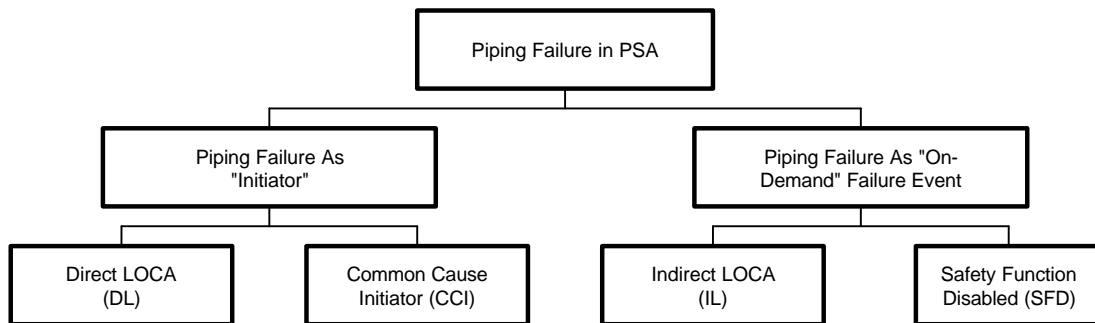 Piping Failure in PSA
Piping Failure As
"Initiator"
Piping Failure As "On-
Demand" Failure Event
Direct LOCA
(DL)
Common Cause
Initiator (CCI)
Indirect LOCA
(IL)
Safety Function
Disabled (SFD)